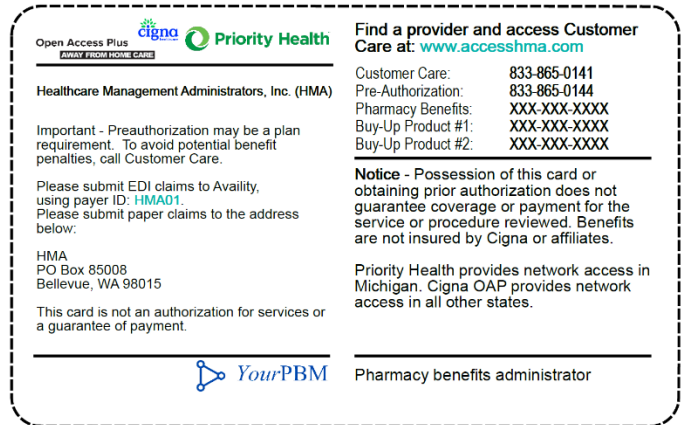 Open Access Plus
AWAY FROM HOME CARE
cigna
Priority Health
Healthcare Management Administrators, Inc. (HMA)
Important - Preauthorization may be a plan
requirement. To avoid potential benefit
penalties, call Customer Care.
Please submit EDI claims to Availity,
using payer ID: HMA01.
Please submit paper claims to the address
below:
HMA
PO Box 85008
Bellevue, WA 98015
This card is not an authorization for services or
a guarantee of payment.
YourPBM
Find a provider and access Customer
Care at: www.accesshma.com
Customer Care: 833-865-0141
Pre-Authorization: 833-865-0144
Pharmacy Benefits: XXX-XXX-XXXX
Buy-Up Product #1: XXX-XXX-XXXX
Buy-Up Product #2: XXX-XXX-XXXX
Notice - Possession of this card or
obtaining prior authorization does not
guarantee coverage or payment for the
service or procedure reviewed. Benefits
are not insured by Cigna or affiliates.
Priority Health provides network access in
Michigan. Cigna OAP provides network
access in all other states.
Pharmacy benefits administrator